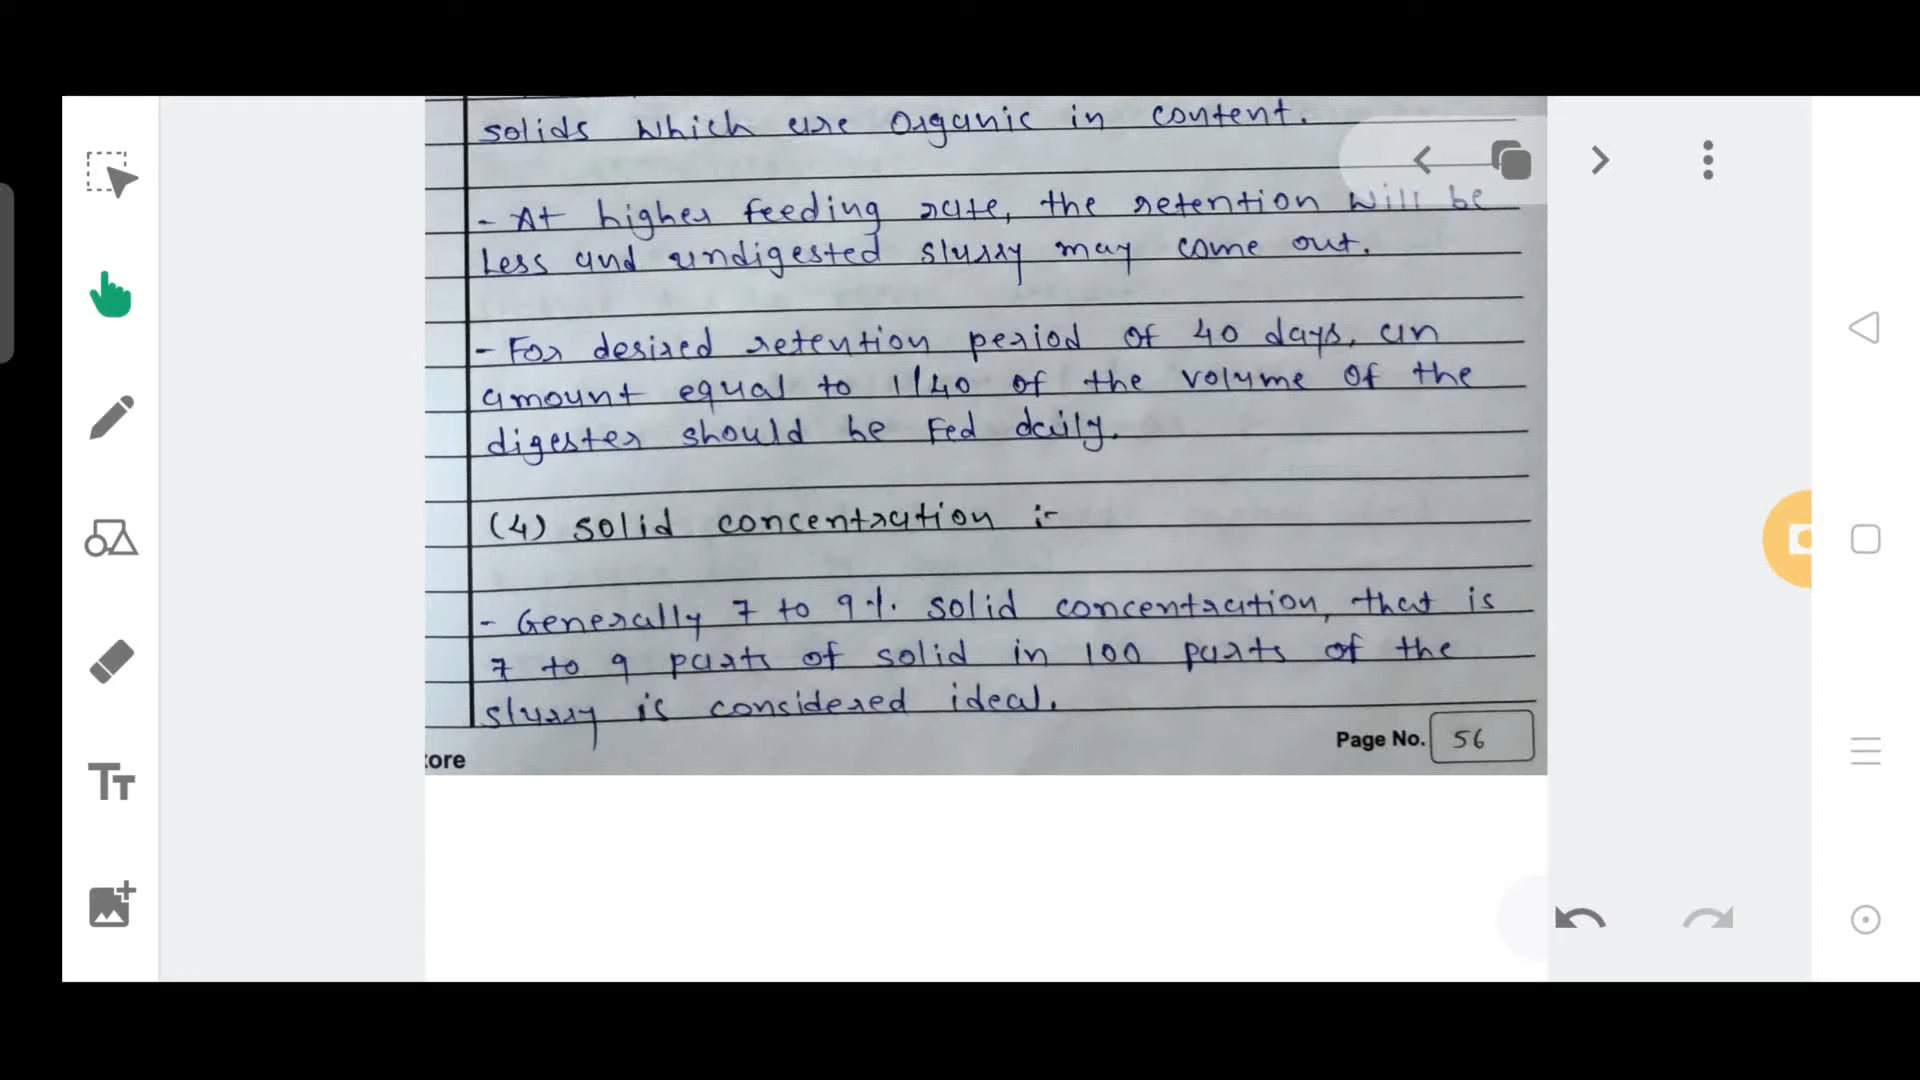 solids which are organic in content.
- At higher feeding rate, the retention will be
Less and undigested slurry may come out.
- For desired retention period of 40 days, an
amount equal to 1/40 of the volume of the
digester should be Fed daily.
(4) solid concentration :-
- Generally 7 to 9%. solid concentration, that is
7 to 9 parts of solid in 100 parts of the
slurry is considered ideal.
Page No. 56
ore
TT